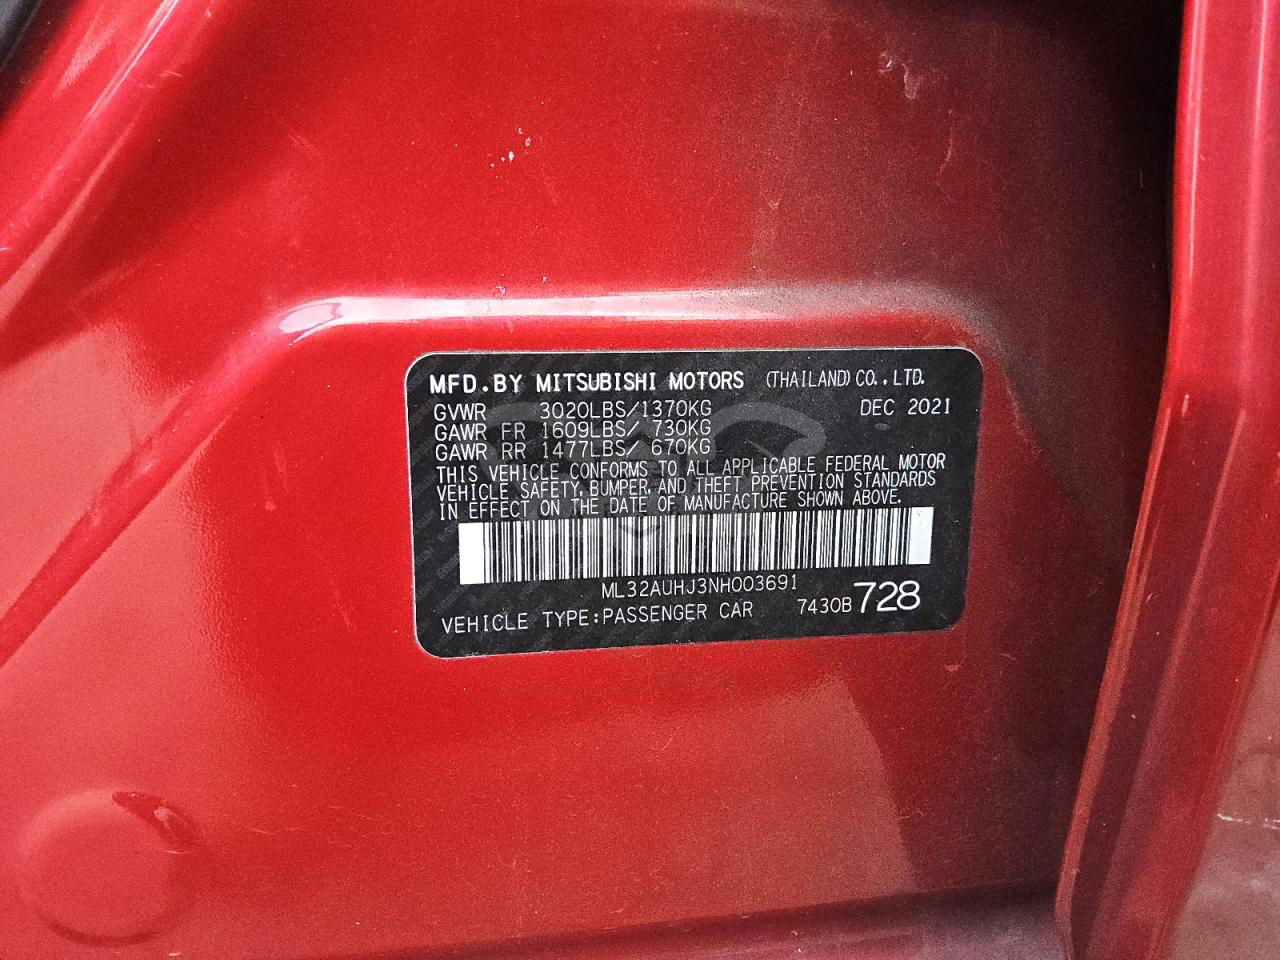 MFD.BY MITSUBISHI MOTORS (THAILAND)CO.,LTD.
GVWR 3020LBS/1370KG DEC 2021
GAWR FR 1609LBS/ 730KG
GAWR RR 1477LBS/ 670KG
THIS VEHICLE CONFORMS TO ALL APPLICABLE FEDERAL MOTOR
VEHICLE SAFETY, BUMPER, AND THEFT PREVENTION STANDARDS
IN EFFECT ON THE DATE OF MANUFACTURE SHOWN ABOVE.
ML32AUHJ3NH003691
VEHICLE TYPE:PASSENGER CAR 7430B 728